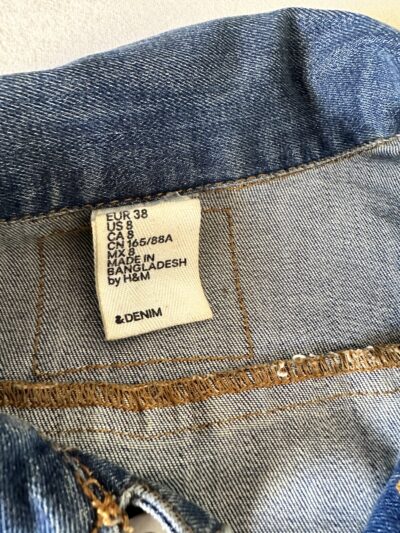 EUR 38
US 8
CA 8
CN 165/88A
MX 8
MADE IN
BANGLADESH
by H&M
&DENIM